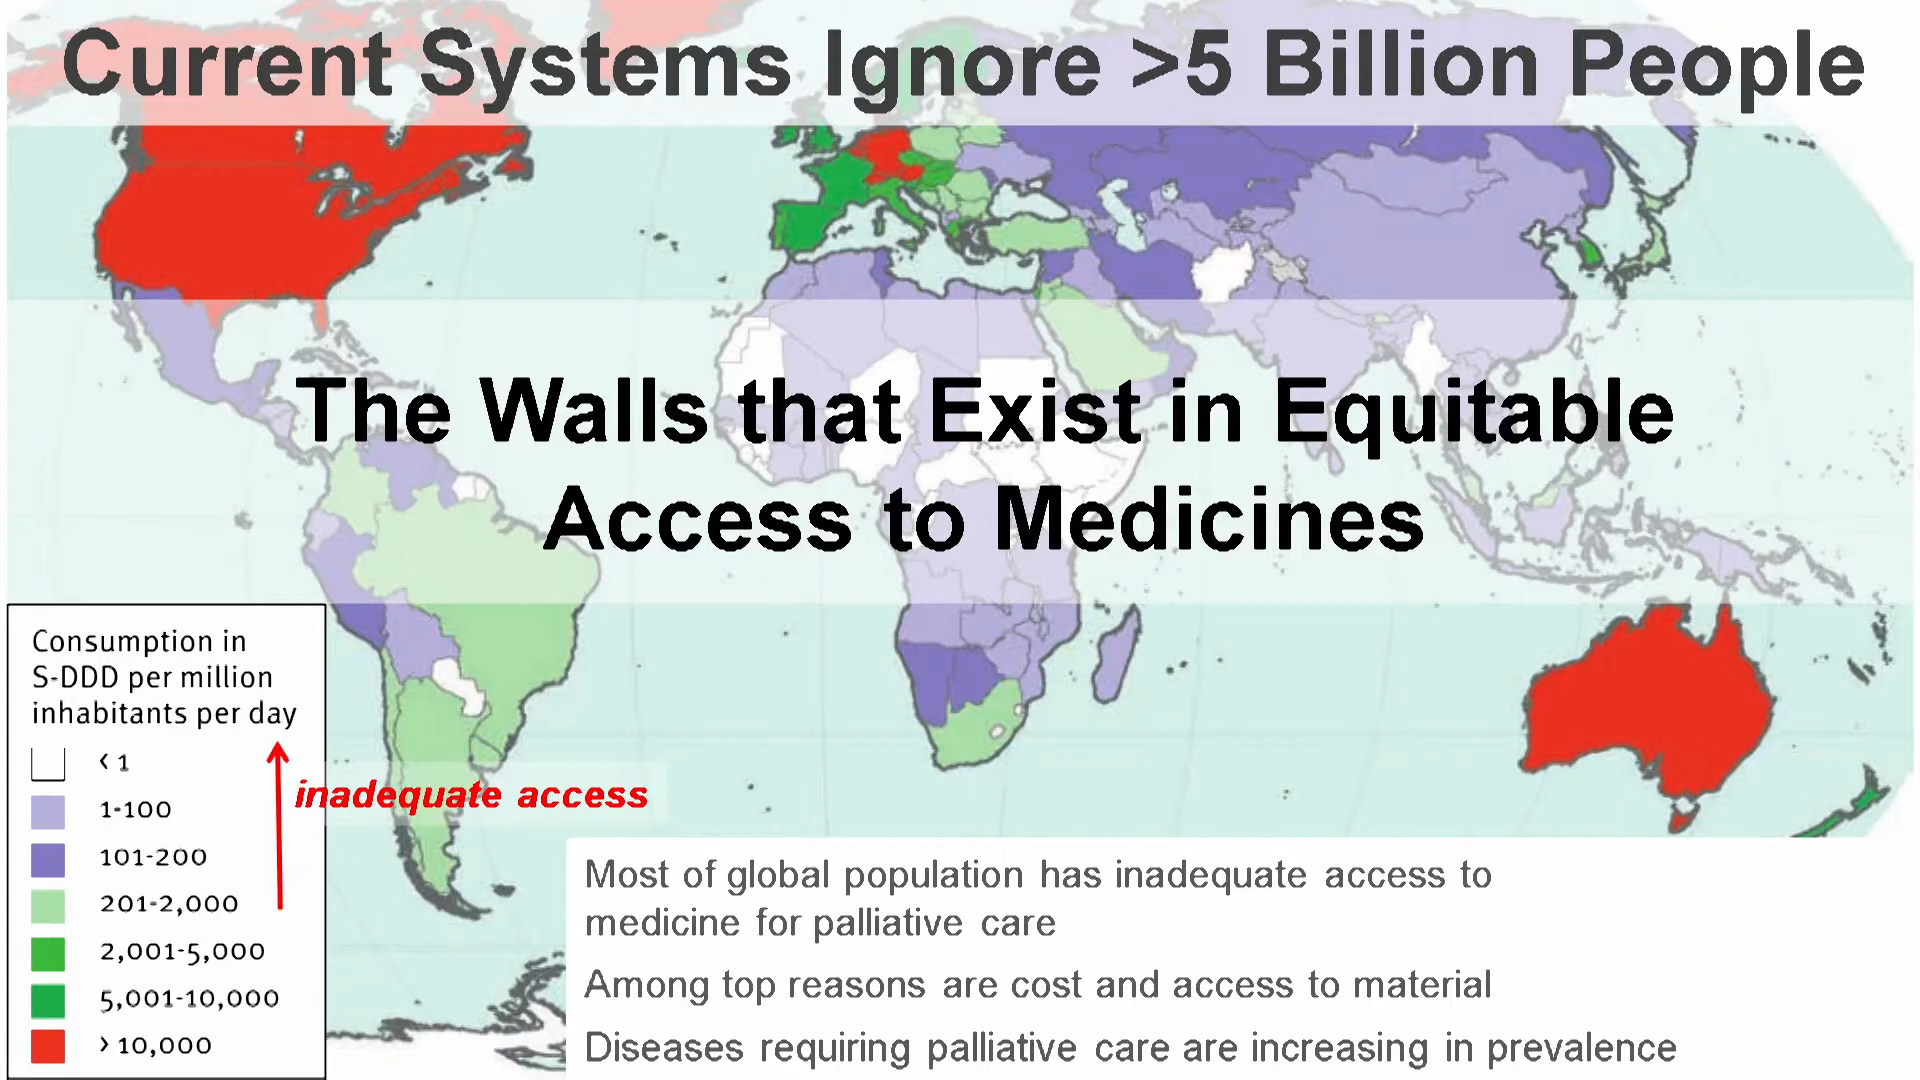 Current Systems Ignore >5 Billion People
The Walls that Exist in Equitable
Access to Medicines
Consumption in
S-DDD per million
inhabitants per day
< 1
1-100
101-200
201-2,000
2,001-5,000
5,001-10,000
> 10,000
inadequate access
Most of global population has inadequate access to
medicine for palliative care
Among top reasons are cost and access to material
Diseases requiring palliative care are increasing in prevalence